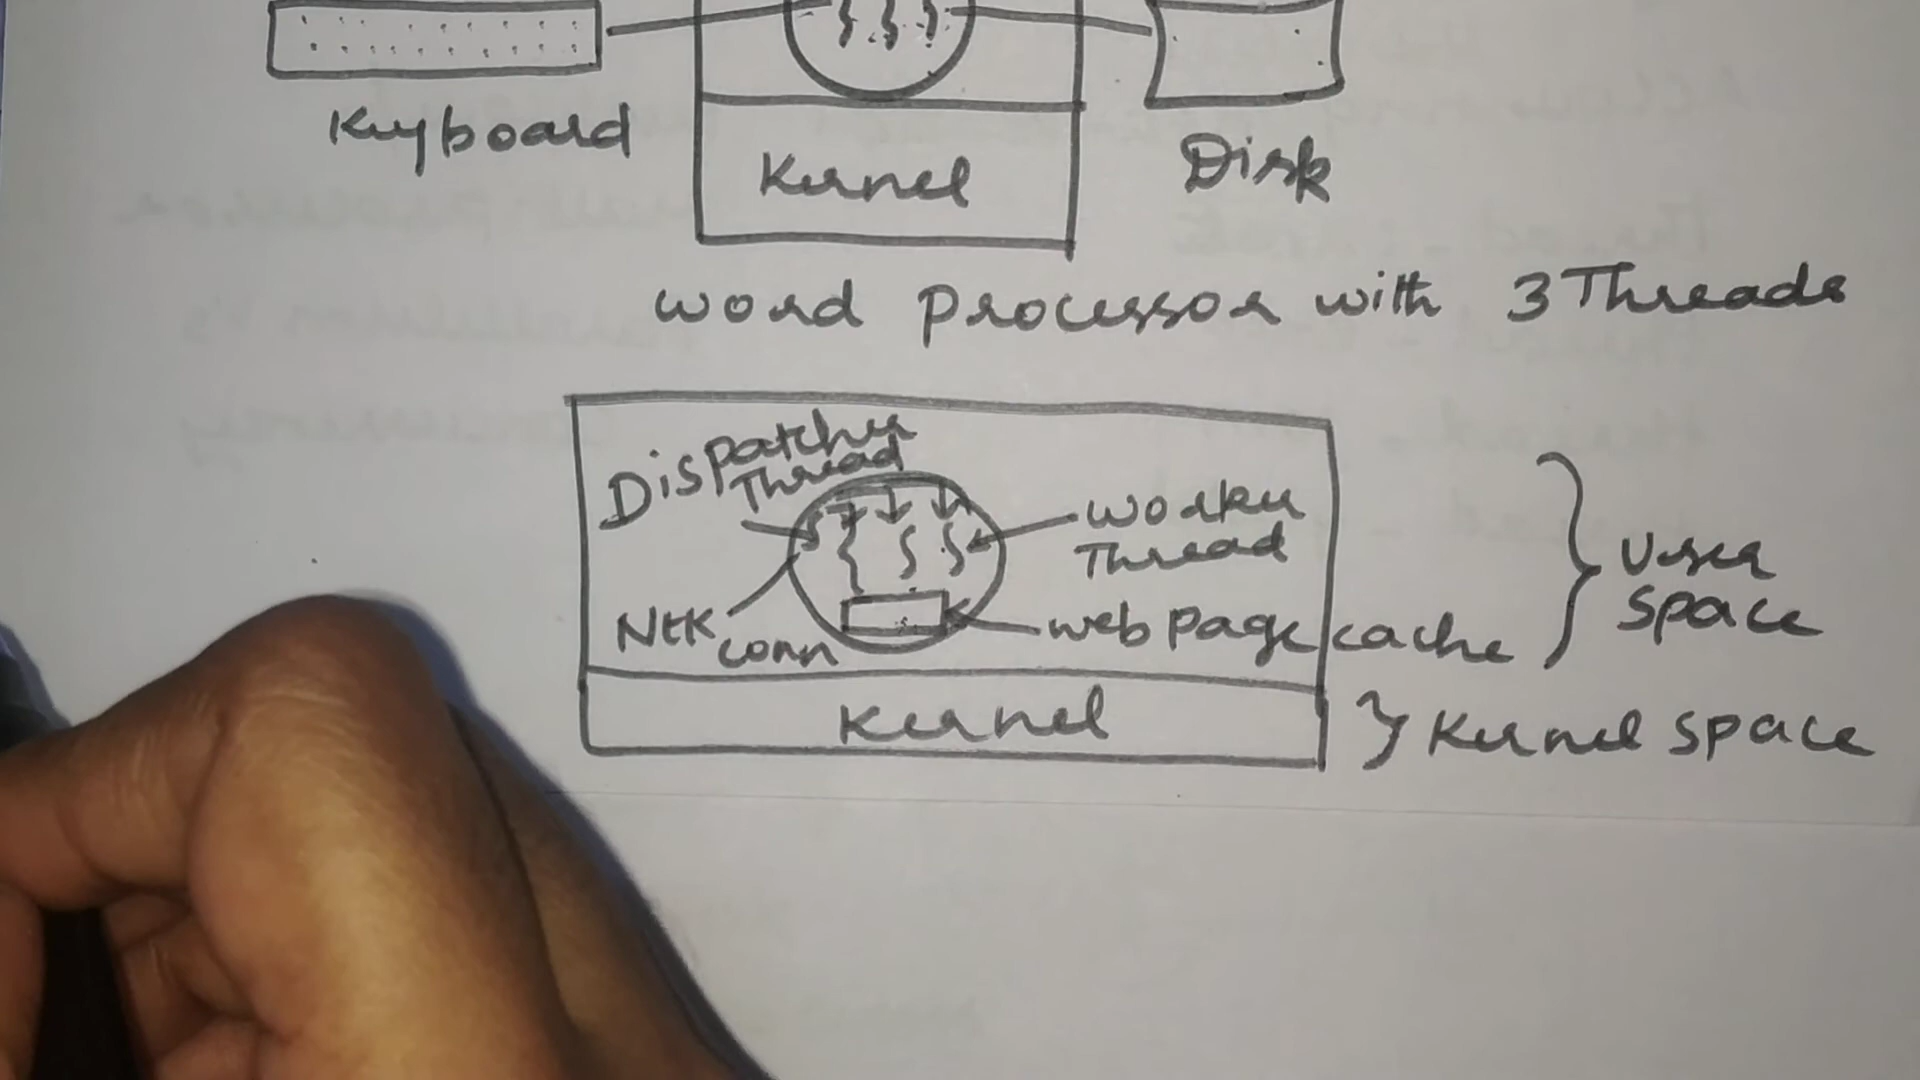 Keyboard
Kernel
Disk
word processor with 3 Threads
Dispatcher
Thread
worker
Thread
Ntk conn
web page cache
User
space
Kernel
Kernel space